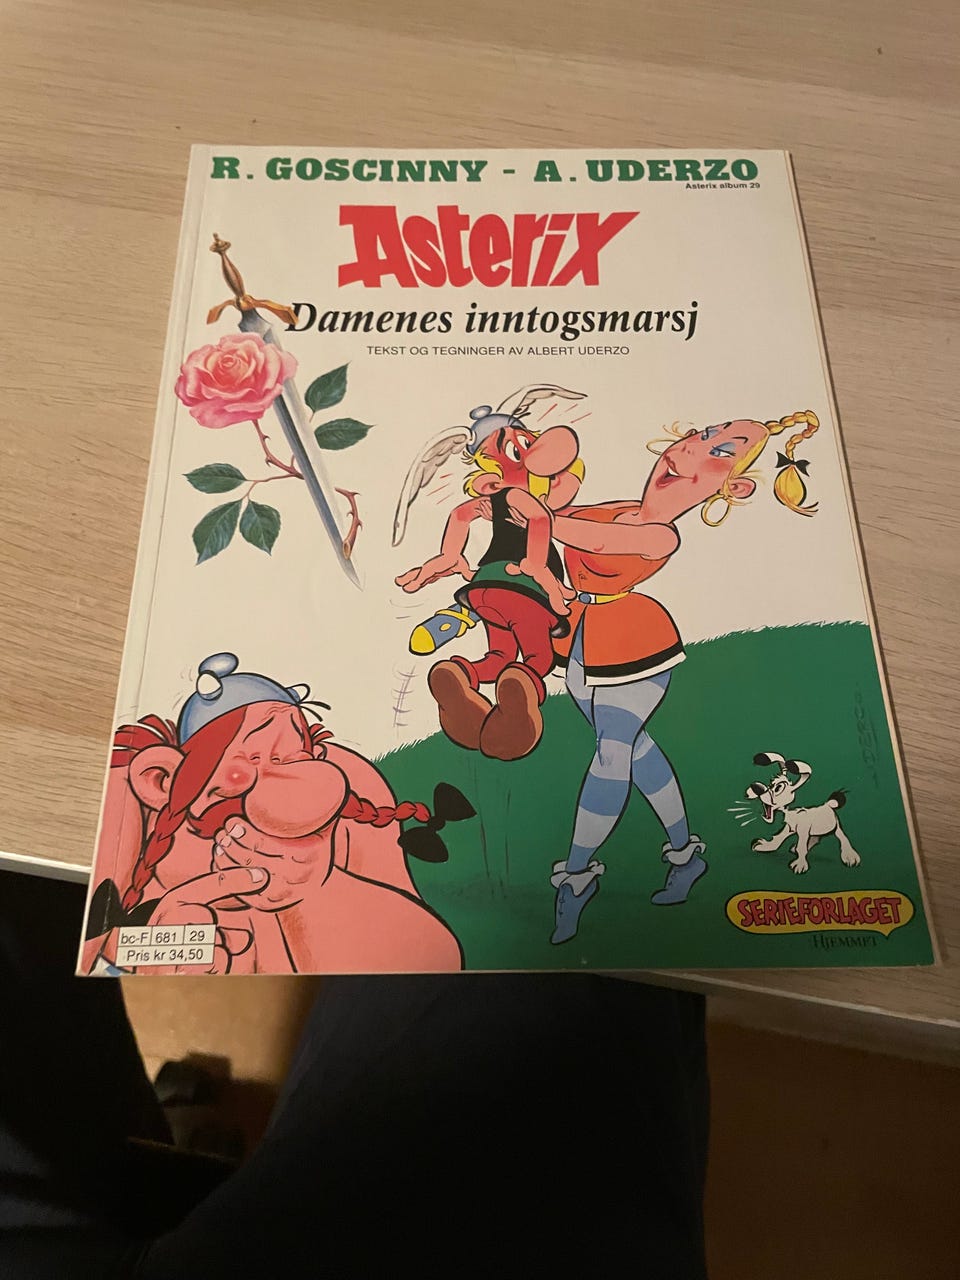 R. GOSCINNY - A. UDERZO
Asterix album 29
Asterix
Damenes inntogsmarsj
TEKST OG TEGNINGER AV ALBERT UDERZO
UDERZO
SERIEFORLAGET
HJEMMET
bc-F 681 29
Pris kr 34,50